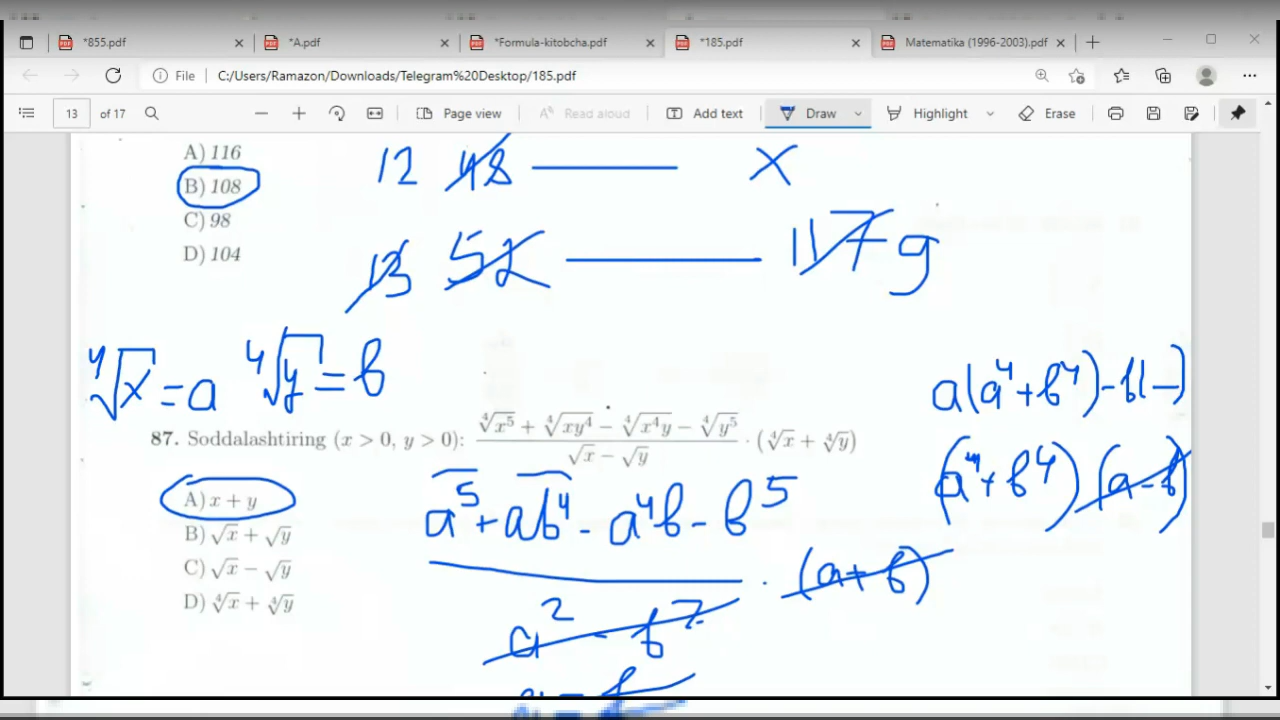 *855.pdf *A.pdf *Formula-kitobcha.pdf *185.pdf Matematika (1996-2003).pdf
File C:/Users/Ramazon/Downloads/Telegram%20Desktop/185.pdf
13 of 17 Page view Read aloud Add text Draw Highlight Erase
A) 116
B) 108
C) 98
D) 104
12 48 — x
13 52 — 117 9
⁴√x = a ⁴√y = b
a(a⁴+b⁴)-b(-)
(a⁴+b⁴)(a-b)
87. Soddalashtiring (x > 0, y > 0): (⁴√x⁵ + ⁴√xy⁴ − ⁴√x⁴y − ⁴√y⁵)/(√x − √y) · (⁴√x + ⁴√y)
A) x + y
B) √x + √y
C) √x − √y
D) ⁴√x + ⁴√y
a⁵+ab⁴-a⁴b-b⁵
· (a+b)
a²-b²